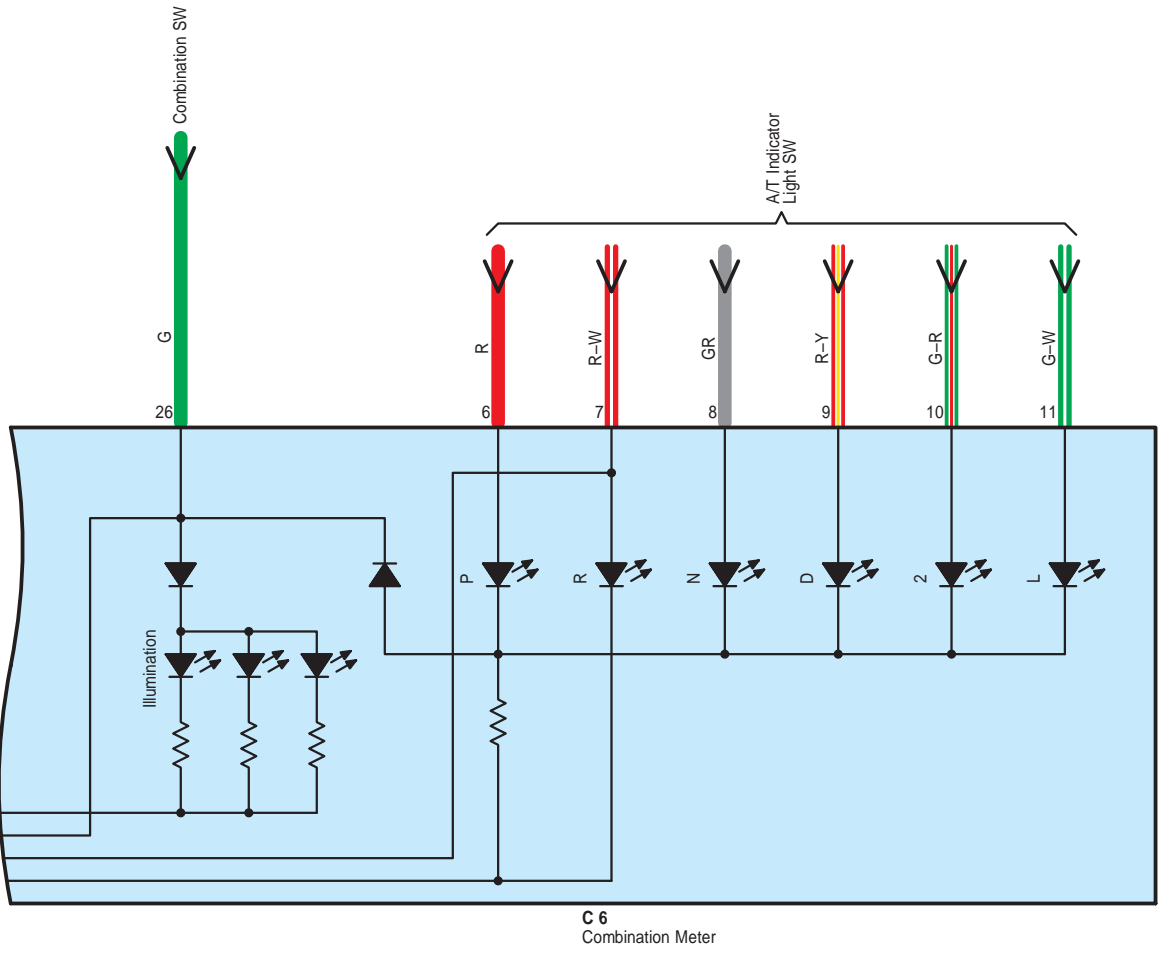 Combination SW
A/T Indicator
Light SW
G
R
R–W
GR
R–Y
G–R
G–W
26
6
7
8
9
10
11
P
R
N
D
2
L
Illumination
C 6
Combination Meter